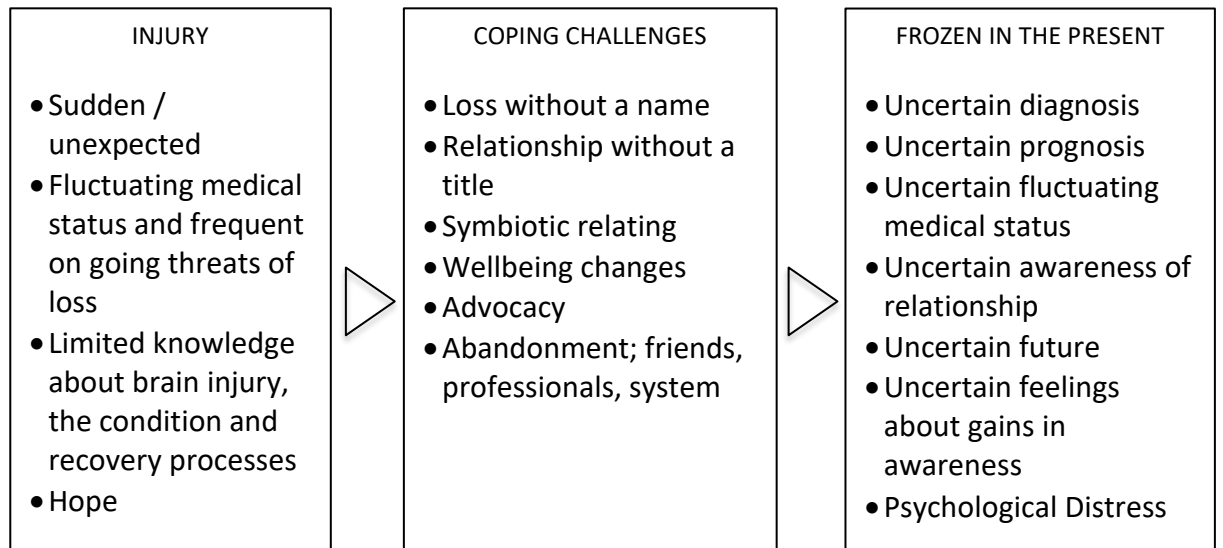 INJURY
• Sudden /
unexpected
• Fluctuating medical
status and frequent
on going threats of
loss
• Limited knowledge
about brain injury,
the condition and
recovery processes
• Hope
COPING CHALLENGES
• Loss without a name
• Relationship without a
title
• Symbiotic relating
• Wellbeing changes
• Advocacy
• Abandonment; friends,
professionals, system
FROZEN IN THE PRESENT
• Uncertain diagnosis
• Uncertain prognosis
• Uncertain fluctuating
medical status
• Uncertain awareness of
relationship
• Uncertain future
• Uncertain feelings
about gains in
awareness
• Psychological Distress